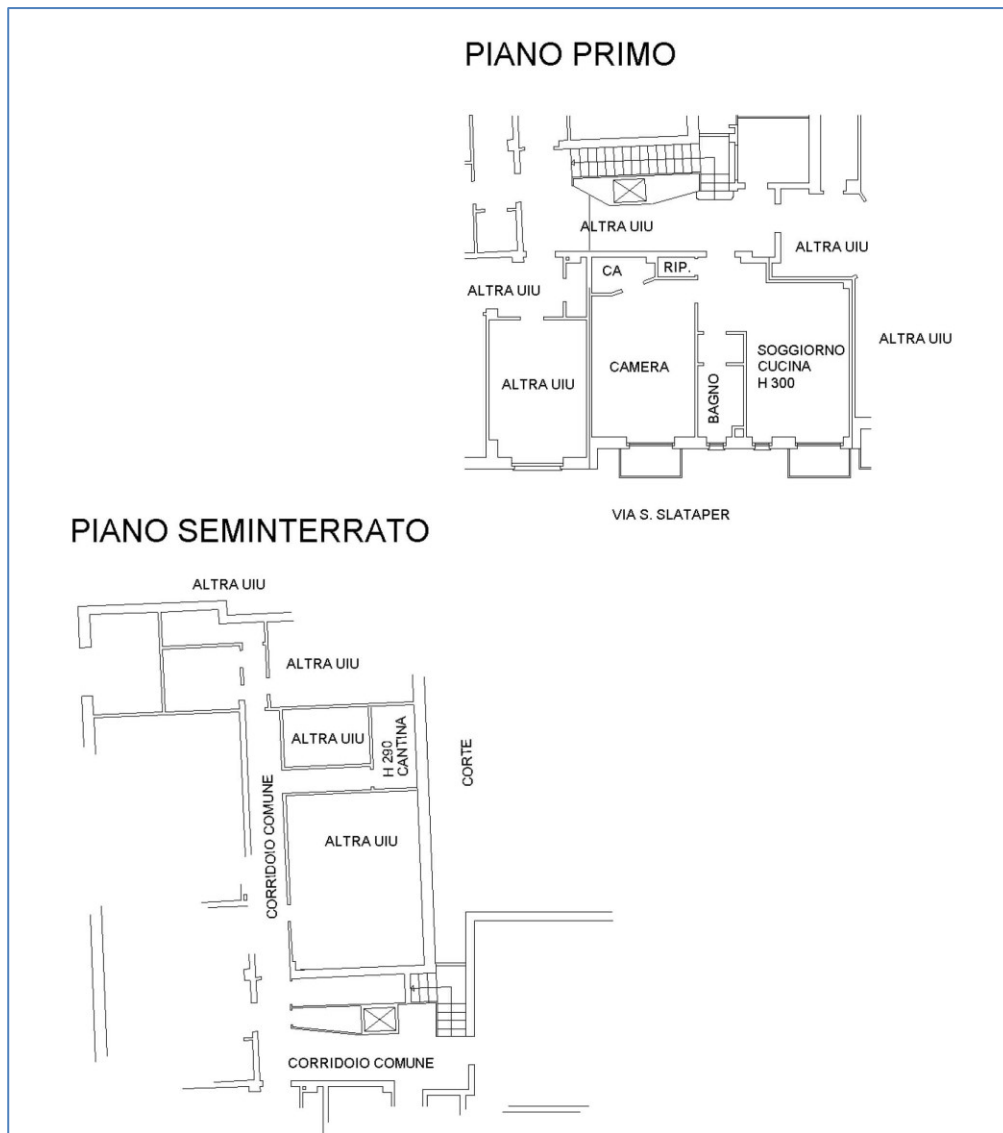 PIANO PRIMO
ALTRA UIU
ALTRA UIU
CA
RIP.
ALTRA UIU
ALTRA UIU
CAMERA
SOGGIORNO
CUCINA
H 300
ALTRA UIU
BAGNO
VIA S. SLATAPER
PIANO SEMINTERRATO
ALTRA UIU
ALTRA UIU
ALTRA UIU
H 290
CANTINA
CORTE
CORRIDOIO COMUNE
ALTRA UIU
CORRIDOIO COMUNE